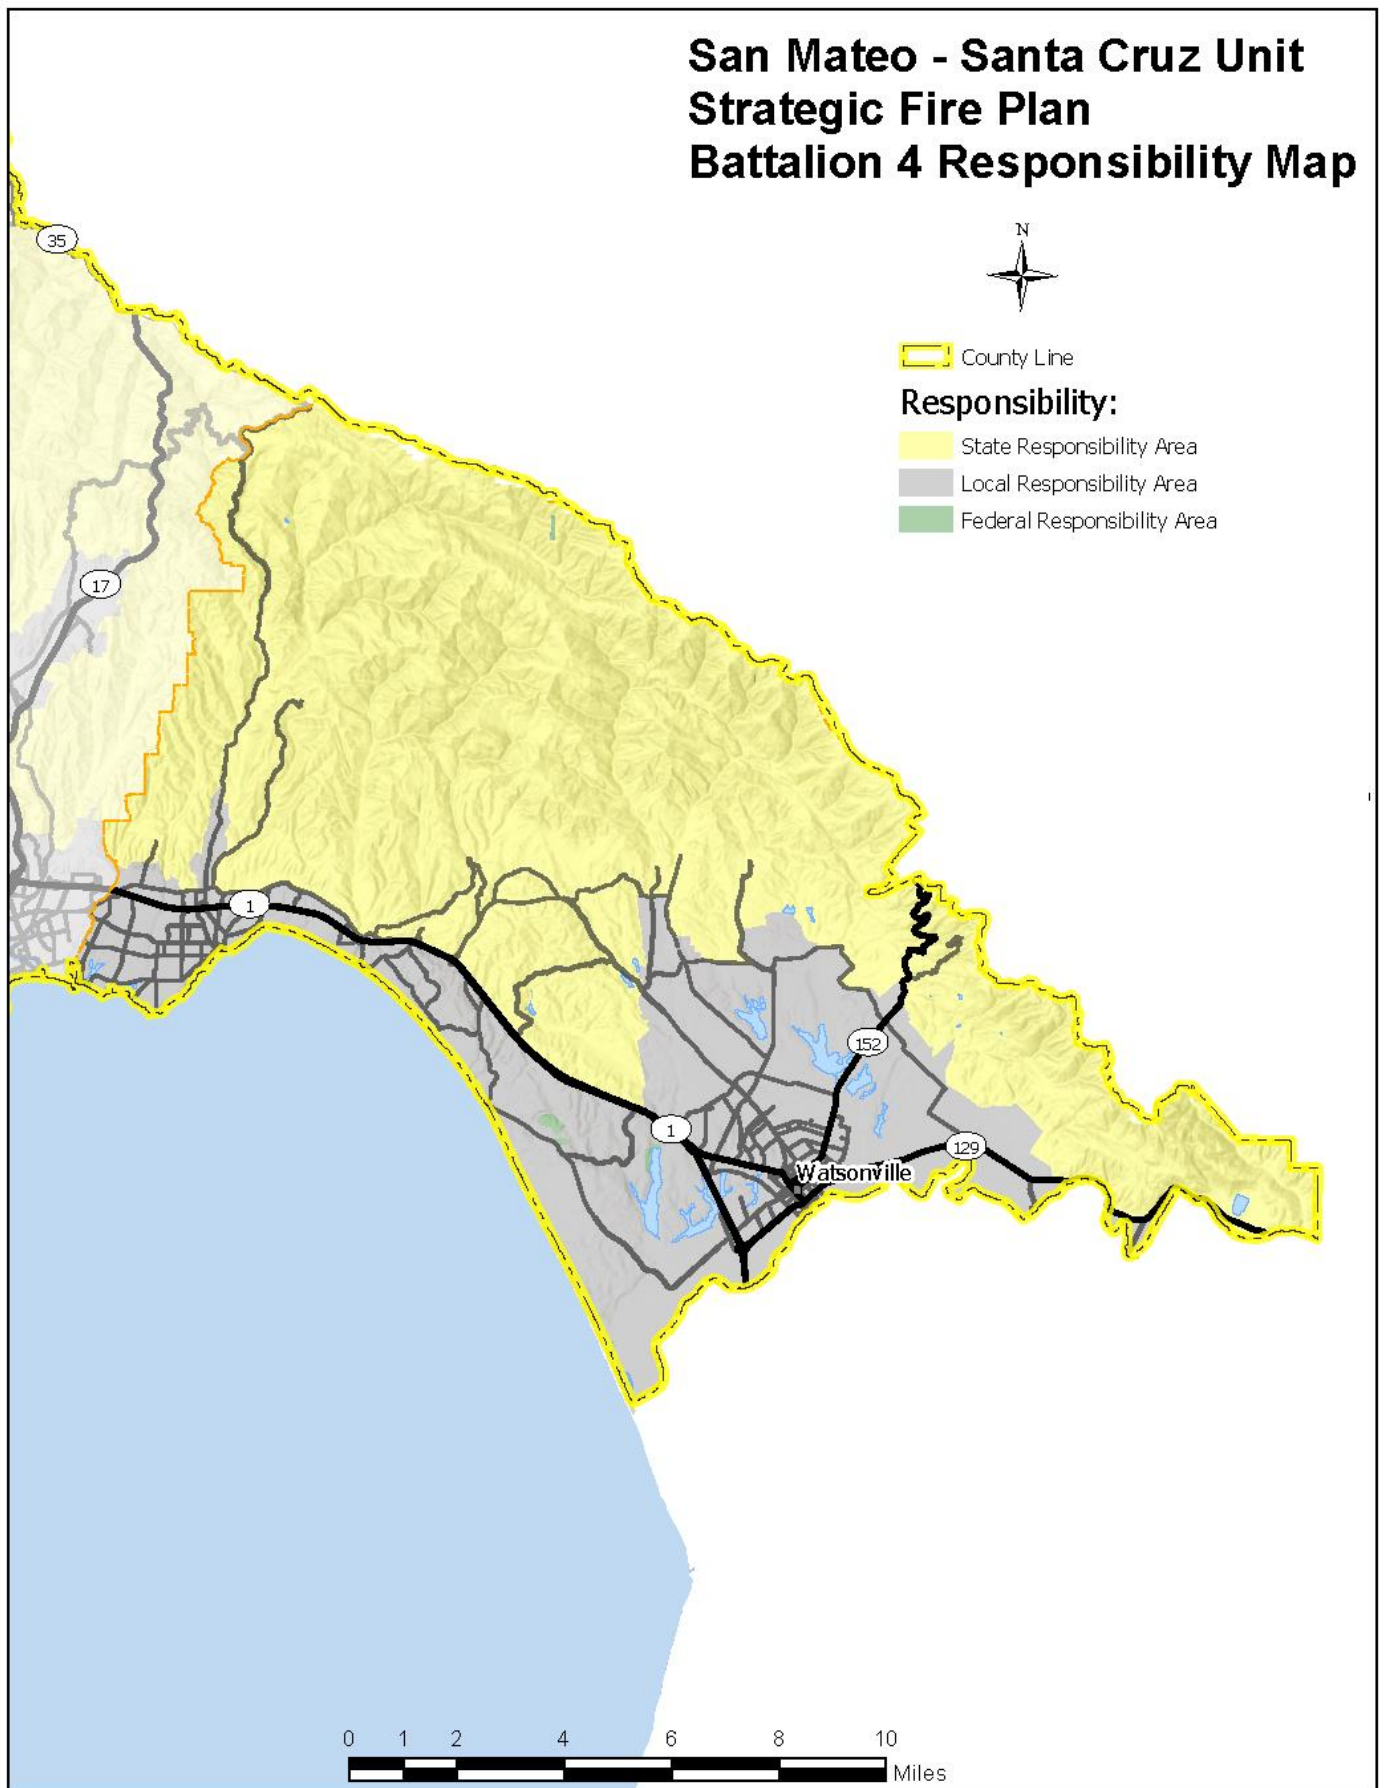 San Mateo - Santa Cruz Unit
Strategic Fire Plan
Battalion 4 Responsibility Map
N
County Line
Responsibility:
State Responsibility Area
Local Responsibility Area
Federal Responsibility Area
35
17
1
152
1
129
Watsonville
0 1 2 4 6 8 10
Miles